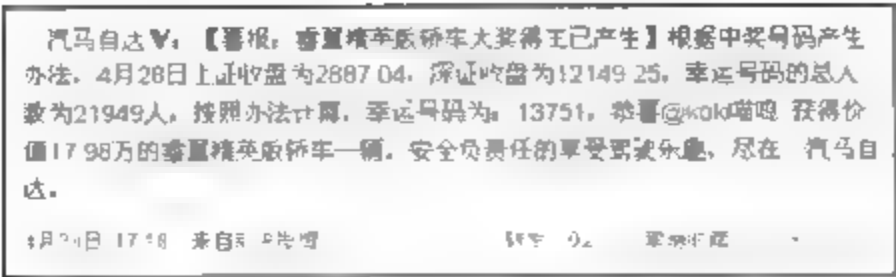 汽马自达V：【喜报：睿翼精英版轿车大奖得主已产生】根据中奖号码产生
办法，4月28日上证收盘为2887.04，深证收盘为12149.25，幸运号码的总人
数为21949人，按照办法计算，幸运号码为：13751，恭喜@koki喵呜 获得价
值17.98万的睿翼精英版轿车一辆。安全负责任的享受驾驶乐趣，尽在 汽马自
达。
17:18 来自